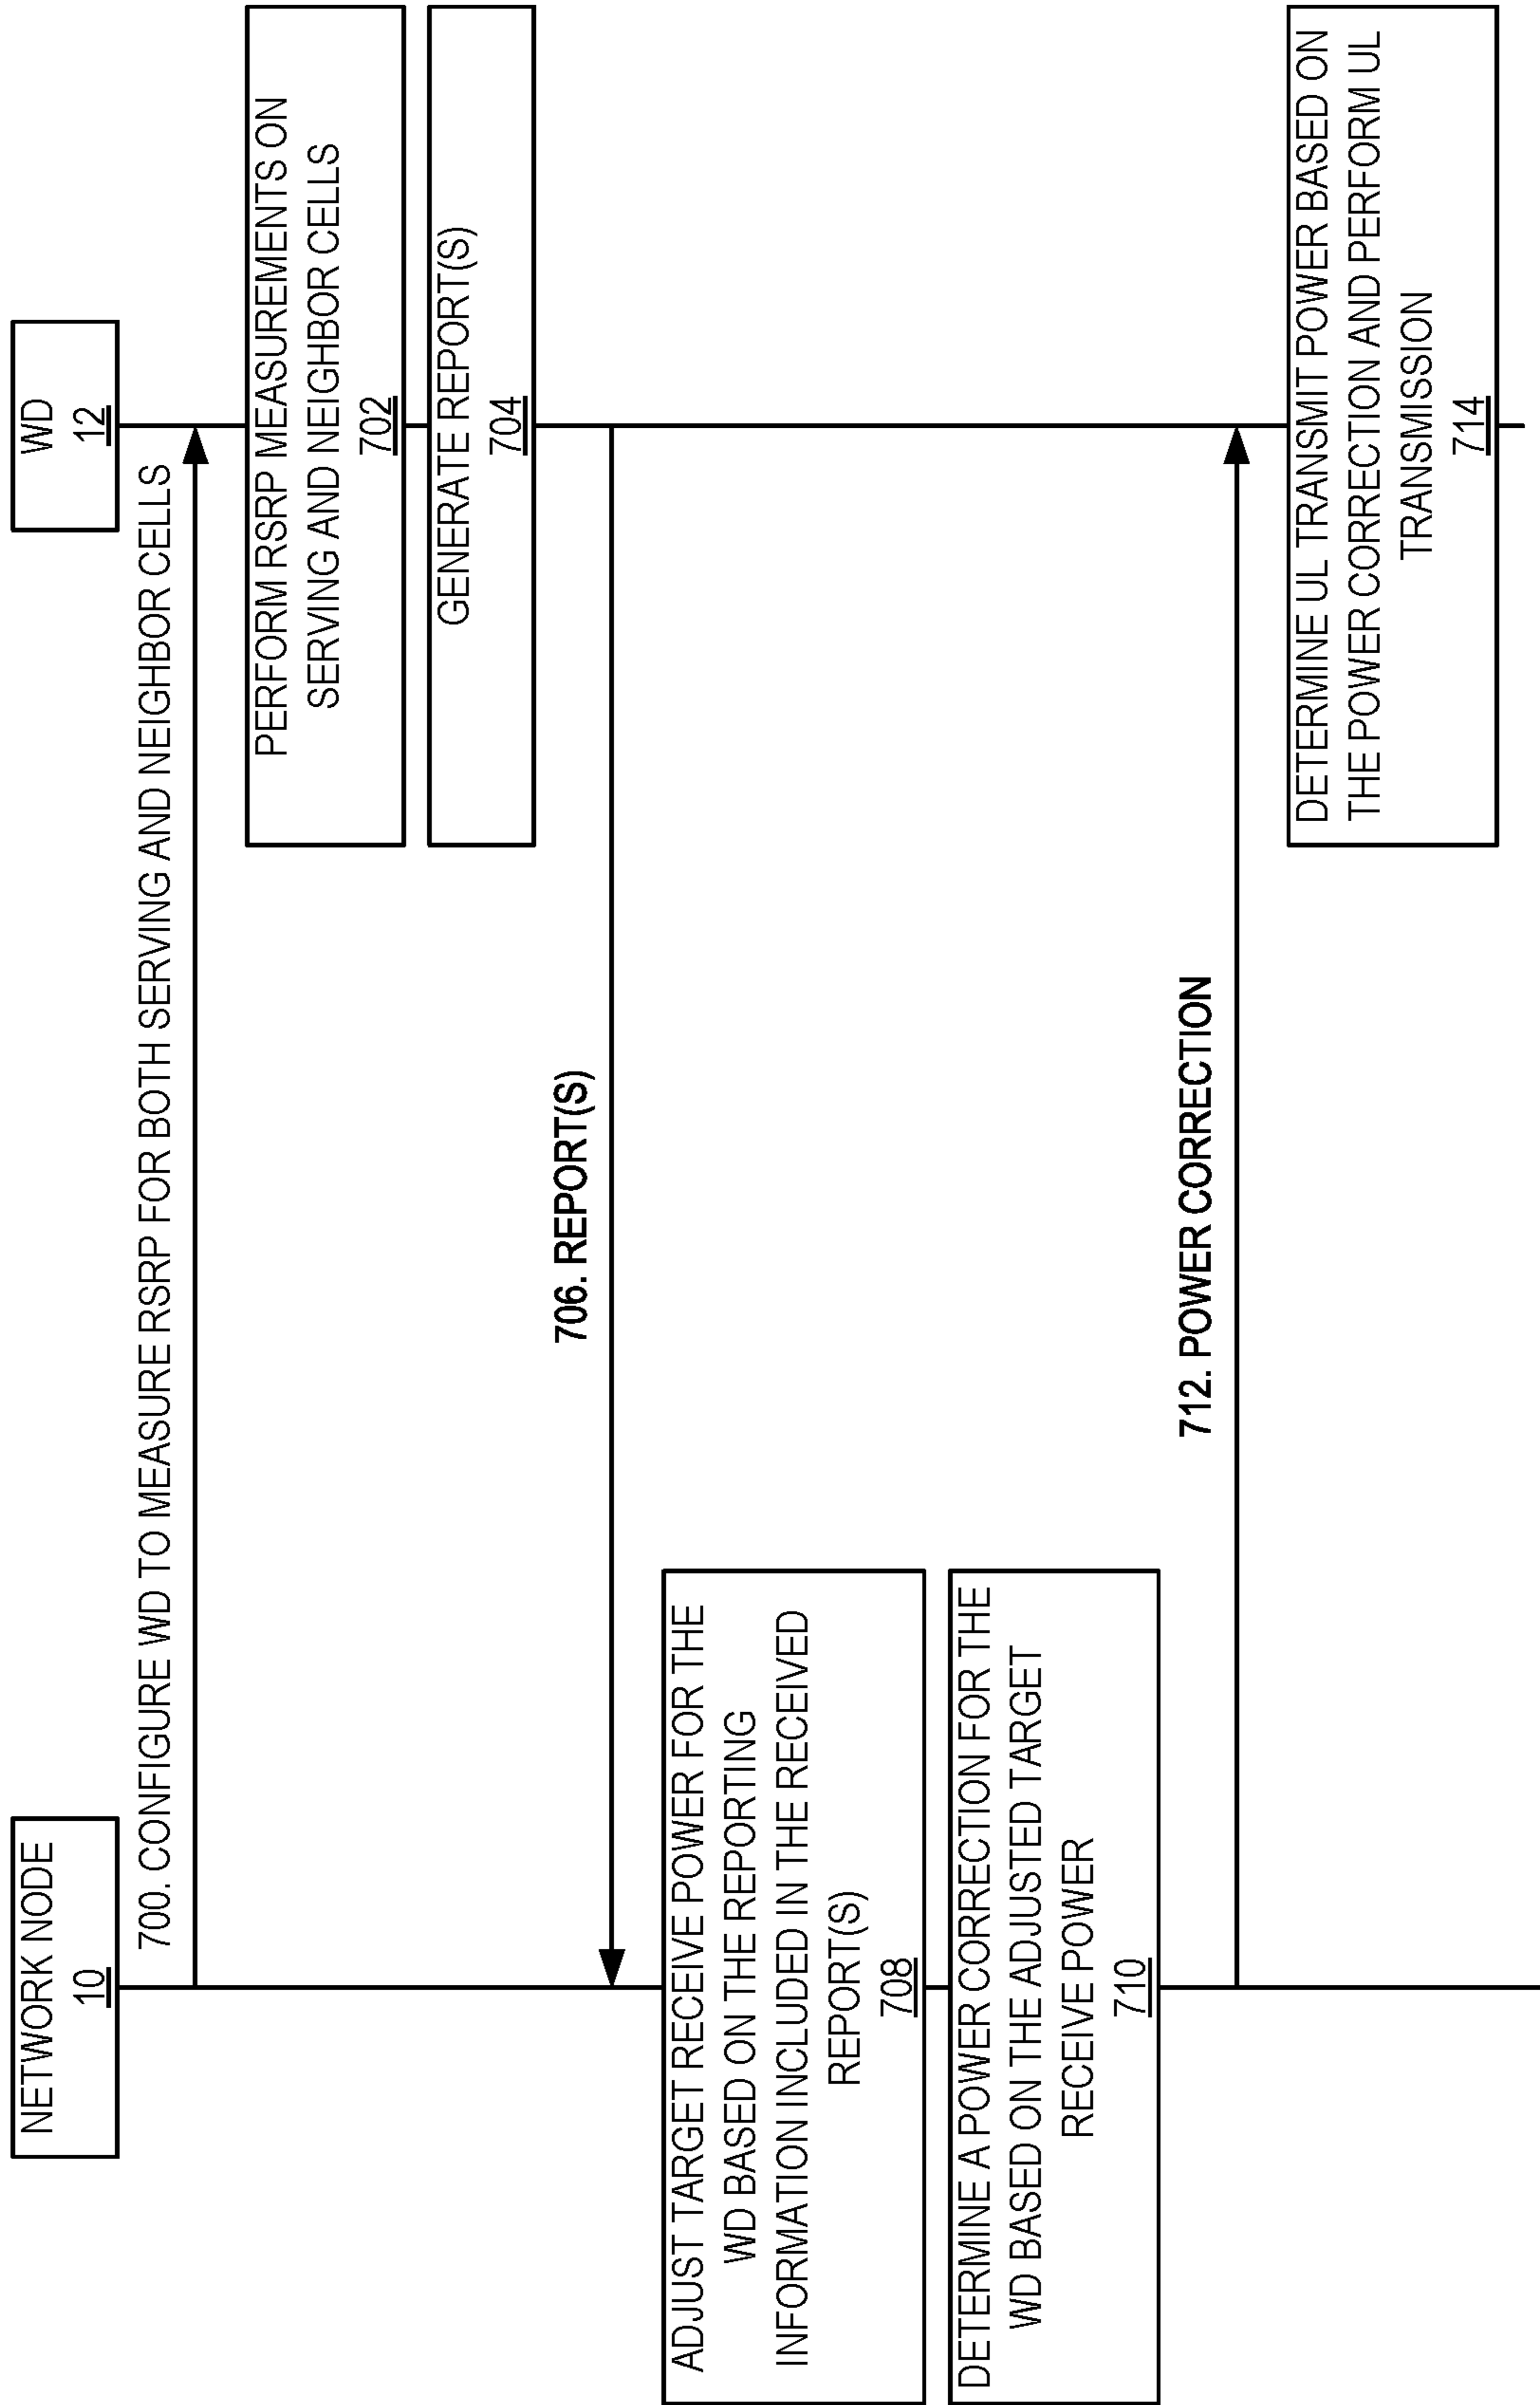 NETWORK NODE
10
WD
12
700. CONFIGURE WD TO MEASURE RSRP FOR BOTH SERVING AND NEIGHBOR CELLS
PERFORM RSRP MEASUREMENTS ON
SERVING AND NEIGHBOR CELLS
702
GENERATE REPORT(S)
704
706. REPORT(S)
ADJUST TARGET RECEIVE POWER FOR THE
WD BASED ON THE REPORTING
INFORMATION INCLUDED IN THE RECEIVED
REPORT(S)
708
DETERMINE A POWER CORRECTION FOR THE
WD BASED ON THE ADJUSTED TARGET
RECEIVE POWER
710
712. POWER CORRECTION
DETERMINE UL TRANSMIT POWER BASED ON
THE POWER CORRECTION AND PERFORM UL
TRANSMISSION
714